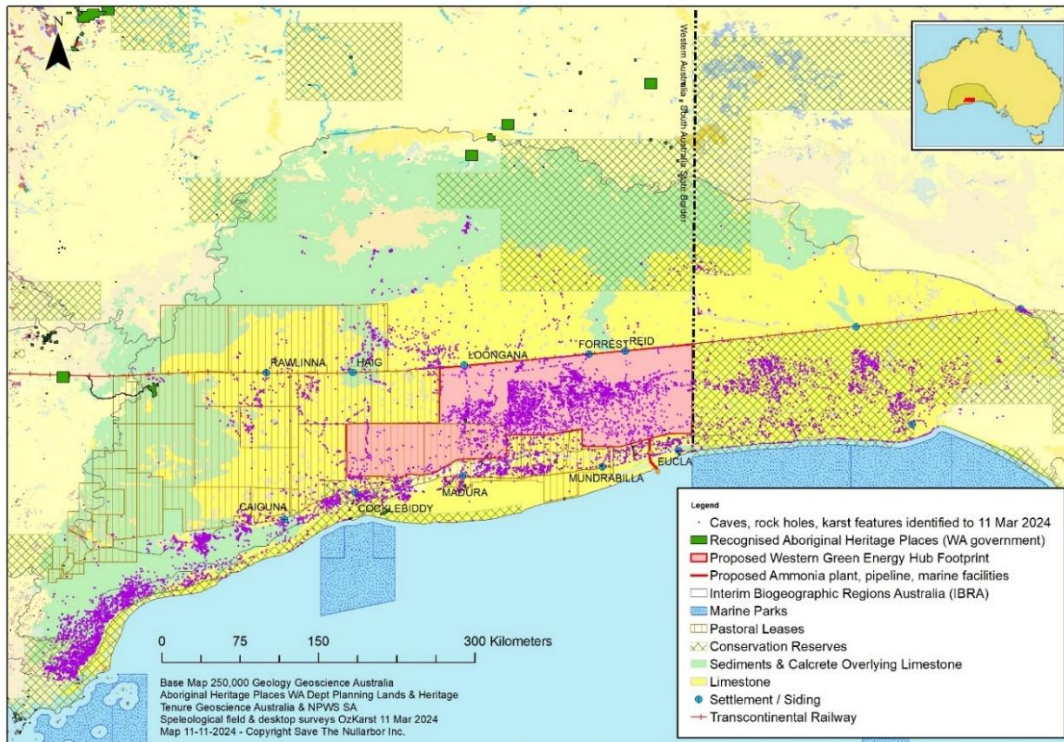 N
Western Australia South Australia State Border
RAWLINNA
HAIG
LOONGANA
FORREST
REID
EUCLA
MUNDRABILLA
MADURA
COCKLEBIDDY
CAIGUNA
0 75 150 300 Kilometers
Base Map 250,000 Geology Geoscience Australia
Aboriginal Heritage Places WA Dept Planning Lands & Heritage
Tenure Geoscience Australia & NPWS SA
Speleological field & desktop surveys OzKarst 11 Mar 2024
Map 11-11-2024 - Copyright Save The Nullarbor Inc.
Legend
Caves, rock holes, karst features identified to 11 Mar 2024
Recognised Aboriginal Heritage Places (WA government)
Proposed Western Green Energy Hub Footprint
Proposed Ammonia plant, pipeline, marine facilities
Interim Biogeographic Regions Australia (IBRA)
Marine Parks
Pastoral Leases
Conservation Reserves
Sediments & Calcrete Overlying Limestone
Limestone
Settlement / Siding
Transcontinental Railway